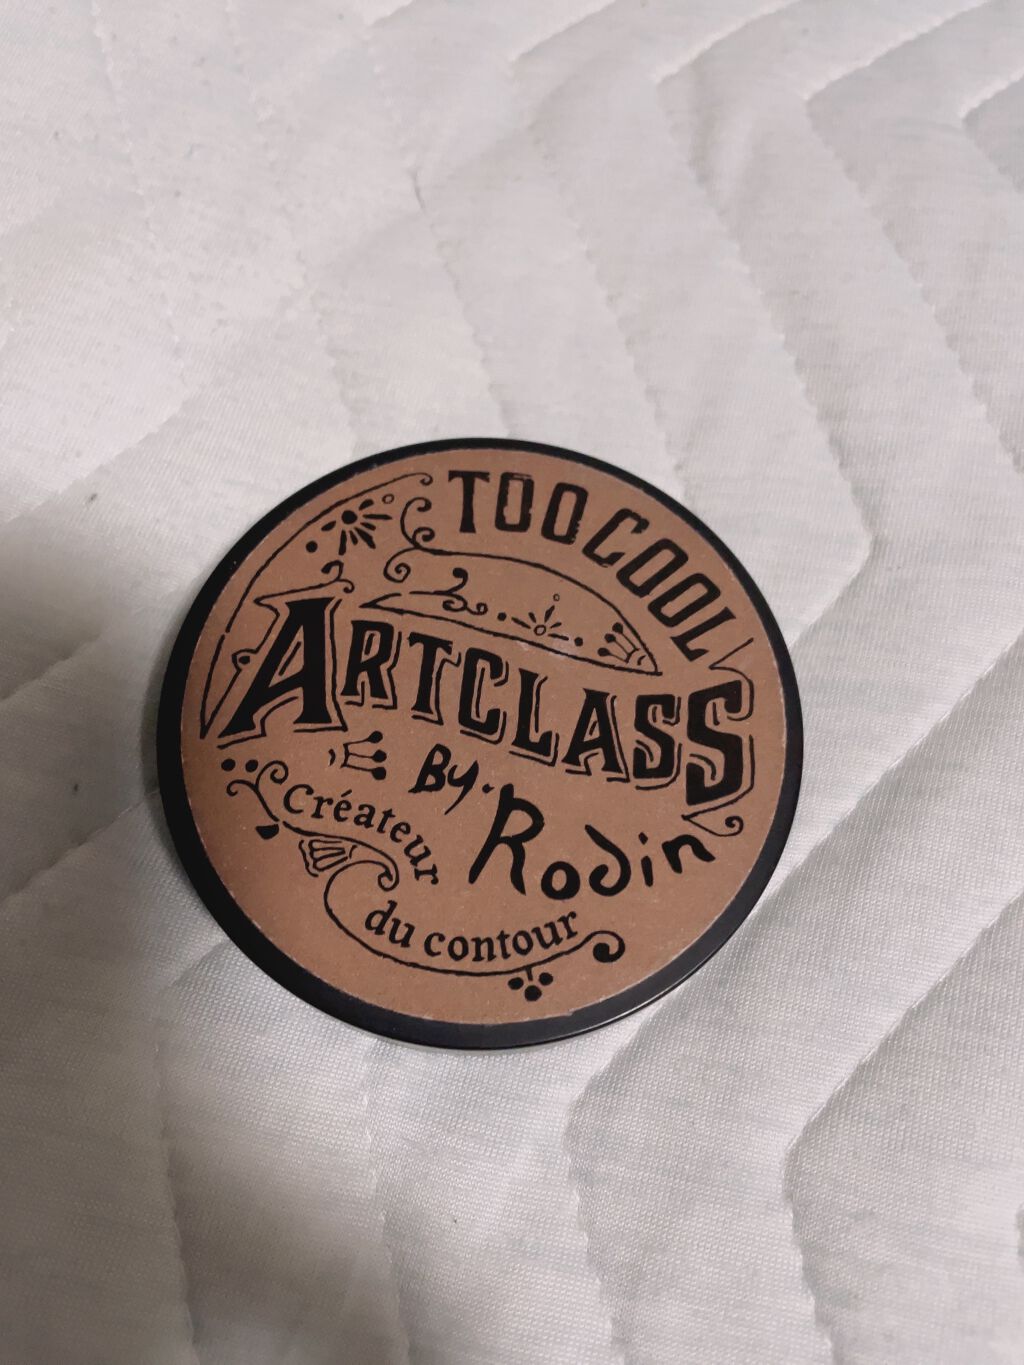 TOO COOL
ARTCLASS
By. Rodin
Créateur
du contour